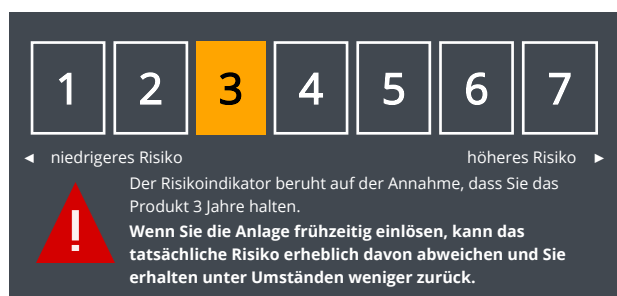 1 2 3 4 5 6 7
◄ niedrigeres Risiko höheres Risiko ►
Der Risikoindikator beruht auf der Annahme, dass Sie das
Produkt 3 Jahre halten.
Wenn Sie die Anlage frühzeitig einlösen, kann das
tatsächliche Risiko erheblich davon abweichen und Sie
erhalten unter Umständen weniger zurück.
!